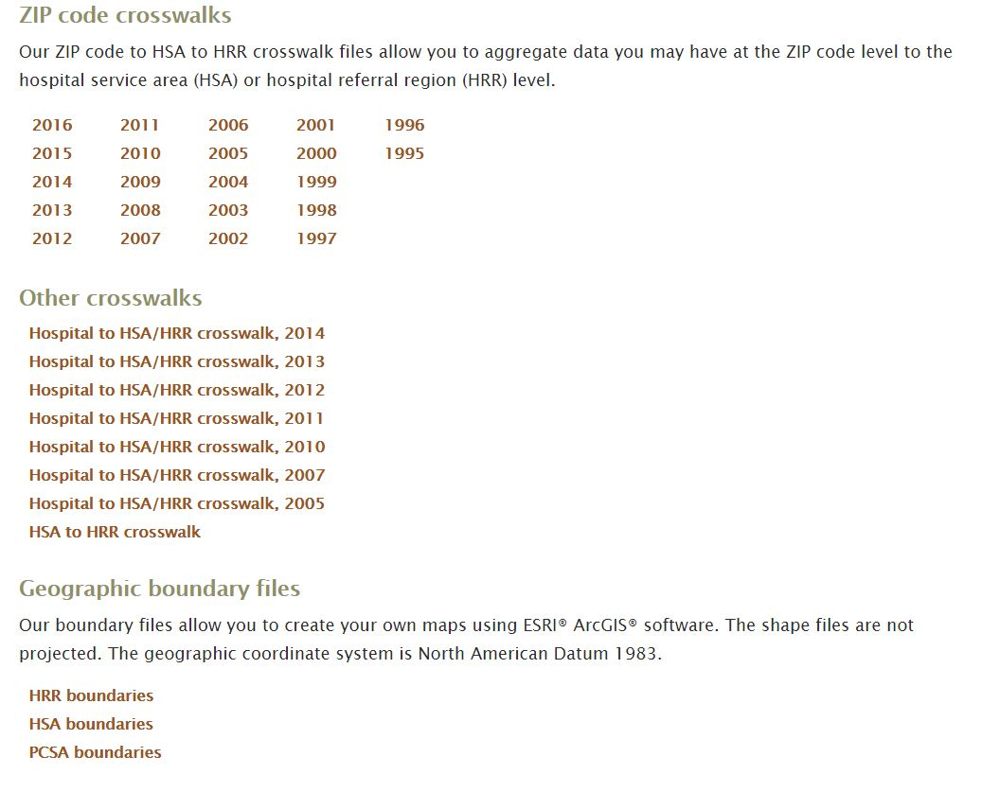 ZIP code crosswalks
Our ZIP code to HSA to HRR crosswalk files allow you to aggregate data you may have at the ZIP code level to the
hospital service area (HSA) or hospital referral region (HRR) level.
2016 2011 2006 2001 1996
2015 2010 2005 2000 1995
2014 2009 2004 1999
2013 2008 2003 1998
2012 2007 2002 1997
Other crosswalks
Hospital to HSA/HRR crosswalk, 2014
Hospital to HSA/HRR crosswalk, 2013
Hospital to HSA/HRR crosswalk, 2012
Hospital to HSA/HRR crosswalk, 2011
Hospital to HSA/HRR crosswalk, 2010
Hospital to HSA/HRR crosswalk, 2007
Hospital to HSA/HRR crosswalk, 2005
HSA to HRR crosswalk
Geographic boundary files
Our boundary files allow you to create your own maps using ESRI® ArcGIS® software. The shape files are not
projected. The geographic coordinate system is North American Datum 1983.
HRR boundaries
HSA boundaries
PCSA boundaries